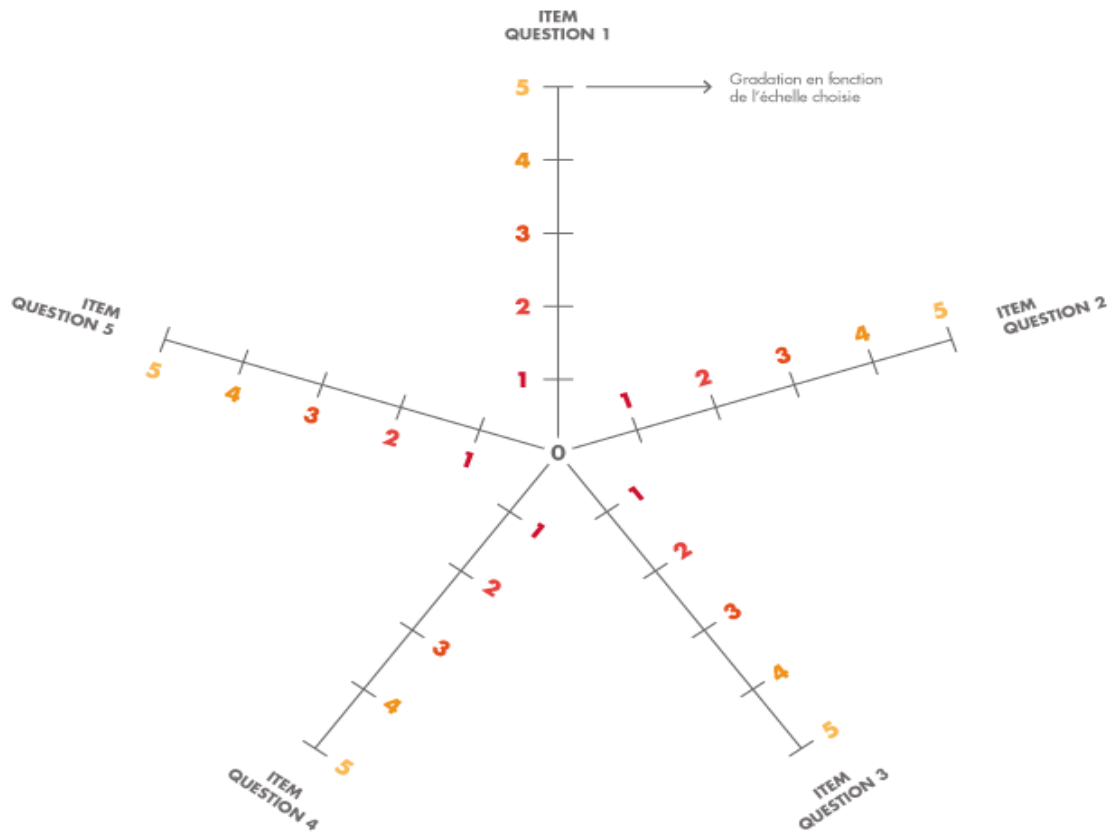 ITEM
QUESTION 1
5
Gradation en fonction
de l'échelle choisie
4
3
2
1
ITEM
QUESTION 2
5
4
3
2
1
ITEM
QUESTION 5
5
4
3
2
1
0
1
2
3
4
5
ITEM
QUESTION 3
1
2
3
4
5
ITEM
QUESTION 4